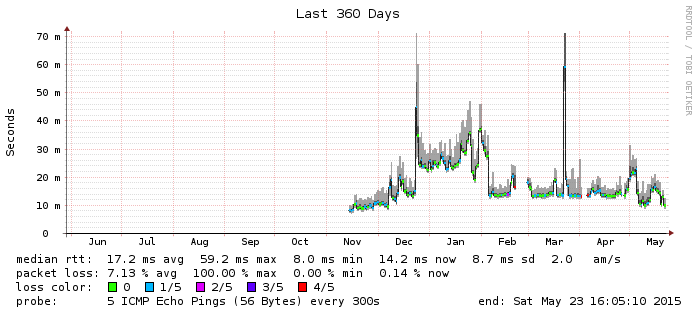 Last 360 Days
RRDTOOL / TOBI OETIKER
Seconds
70 m
60 m
50 m
40 m
30 m
20 m
10 m
0
Jun Jul Aug Sep Oct Nov Dec Jan Feb Mar Apr May
median rtt: 17.2 ms avg 59.2 ms max 8.0 ms min 14.2 ms now 8.7 ms sd 2.0 am/s
packet loss: 7.13 % avg 100.00 % max 0.00 % min 0.14 % now
loss color: 0 1/5 2/5 3/5 4/5
probe: 5 ICMP Echo Pings (56 Bytes) every 300s end: Sat May 23 16:05:10 2015